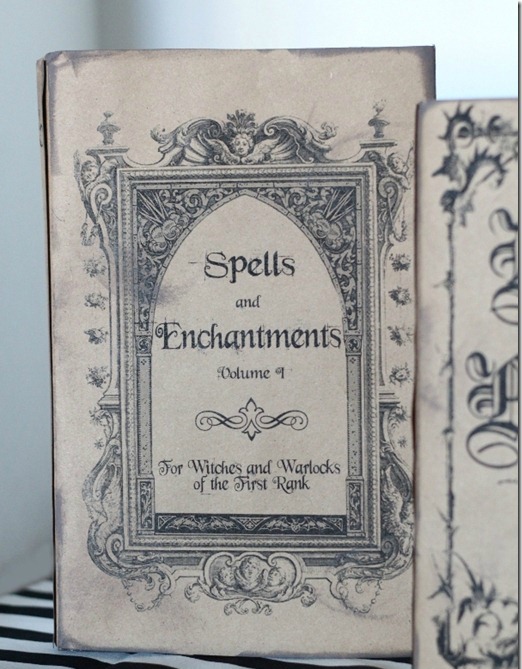 Spells
and
Enchantments
Volume I
For Witches and Warlocks
of the First Rank